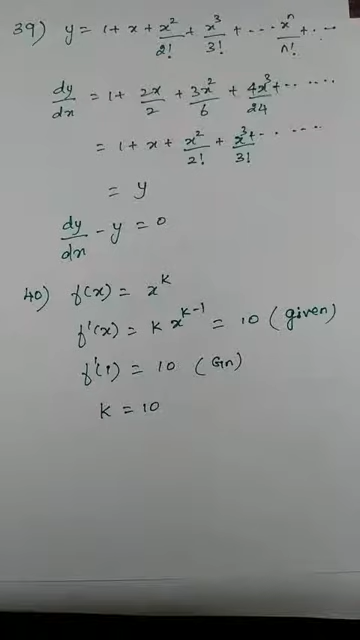 39) y = 1 + x + x²/2! + x³/3! + ... xⁿ/n! + ...
dy/dx = 1 + 2x/2 + 3x²/6 + 4x³/24 + ......
= 1 + x + x²/2! + x³/3! + ......
= y
dy/dx - y = 0
40) f(x) = x^k
f'(x) = k x^(k-1) = 10 (given)
f'(1) = 10 (Gn)
k = 10